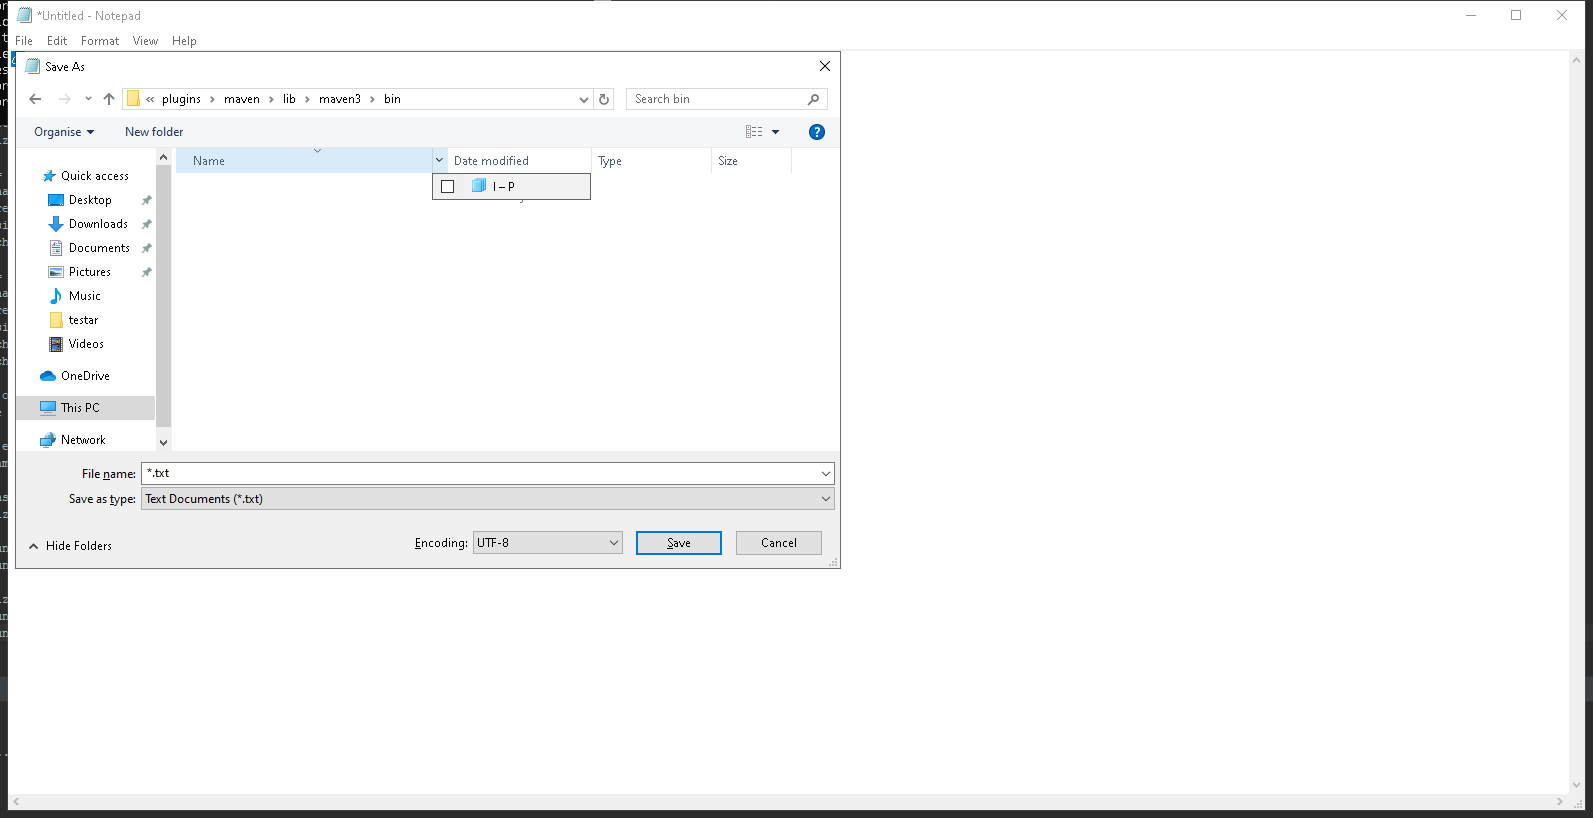 *Untitled - Notepad
File Edit Format View Help
Save As
« plugins > maven > lib > maven3 > bin
Search bin
Organise
New folder
Name
Date modified
Type
Size
I – P
Quick access
Desktop
Downloads
Documents
Pictures
Music
testar
Videos
OneDrive
This PC
Network
File name: *.txt
Save as type: Text Documents (*.txt)
Hide Folders
Encoding: UTF-8
Save
Cancel